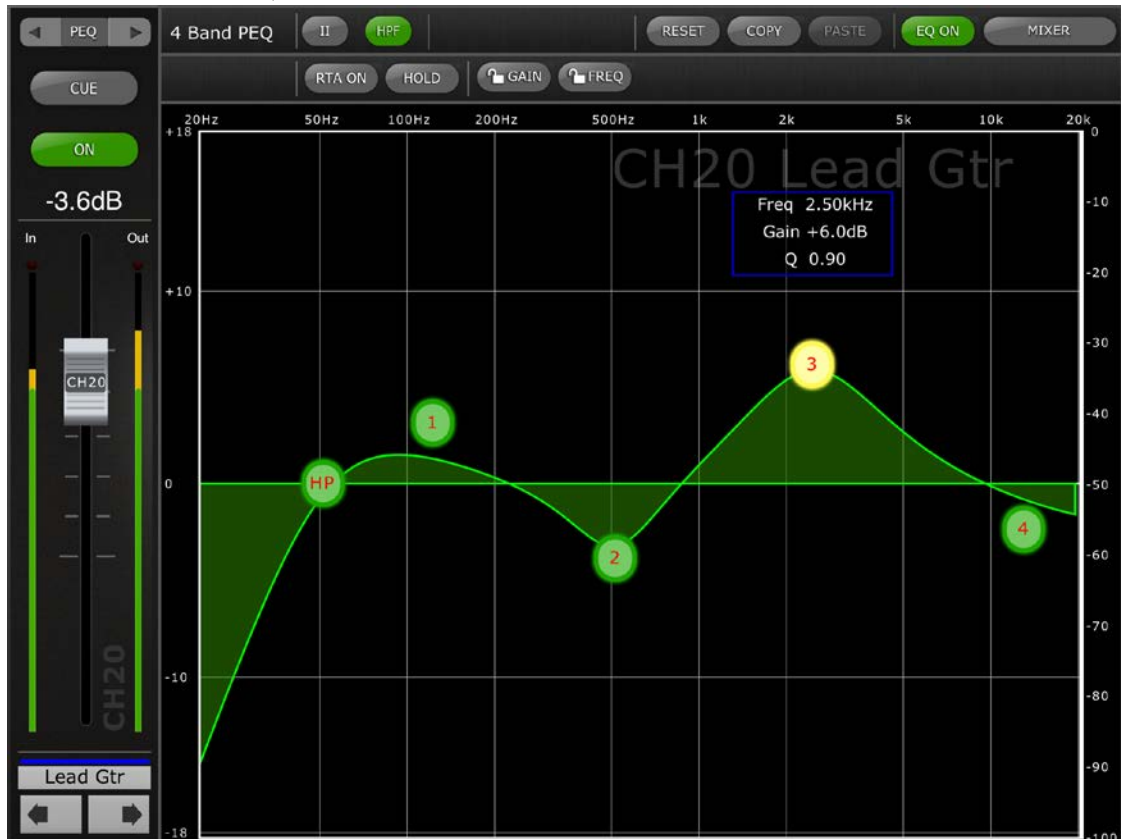 PEQ
4 Band PEQ
II
HPF
RESET
COPY
PASTE
EQ ON
MIXER
CUE
RTA ON
HOLD
GAIN
FREQ
20Hz 50Hz 100Hz 200Hz 500Hz 1k 2k 5k 10k 20k
ON
-3.6dB
In Out
CH20
CH20
Lead Gtr
+18
+10
0
-10
-18
CH20 Lead Gtr
Freq 2.50kHz
Gain +6.0dB
Q 0.90
HP
1
2
3
4
0
-10
-20
-30
-40
-50
-60
-70
-80
-90
-100